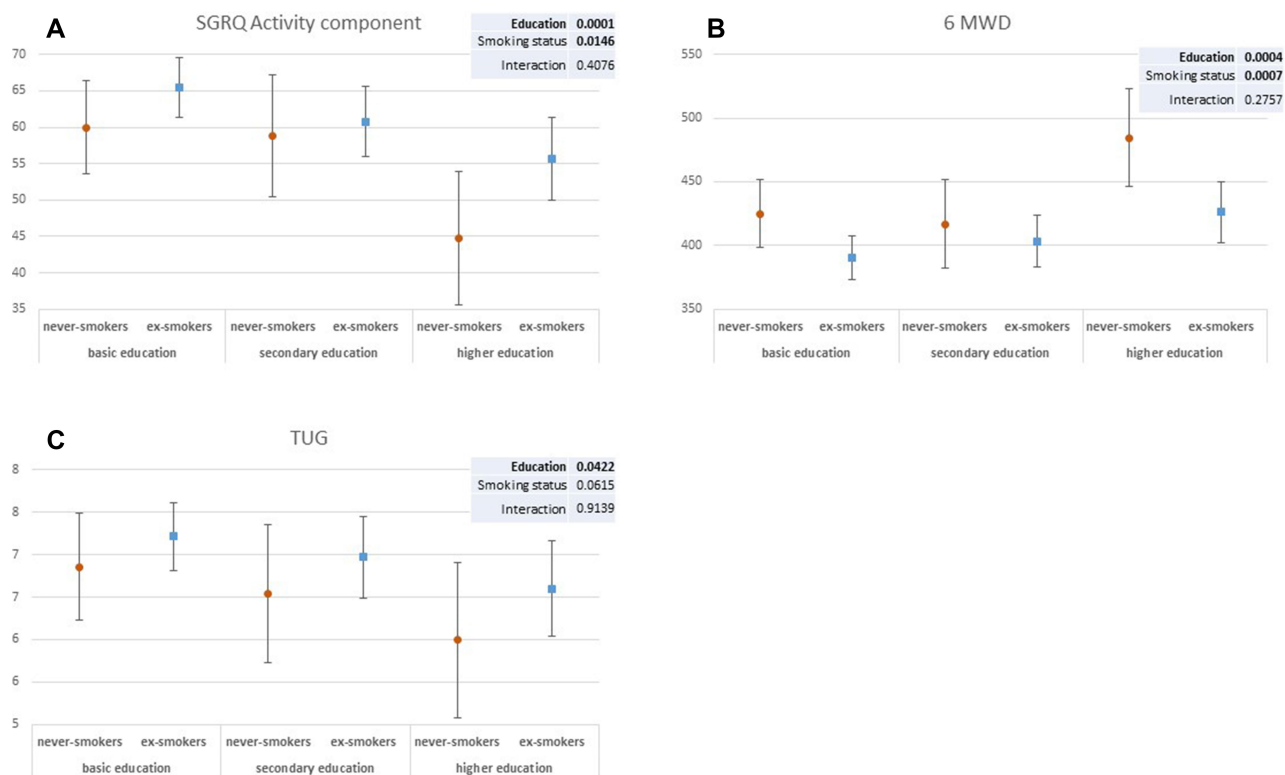 A
SGRQ Activity component
Education 0.0001
Smoking status 0.0146
Interaction 0.4076
70
65
60
55
50
45
40
35
never-smokers ex-smokers never-smokers ex-smokers never-smokers ex-smokers
basic education secondary education higher education
B
6 MWD
Education 0.0004
Smoking status 0.0007
Interaction 0.2757
550
500
450
400
350
never-smokers ex-smokers never-smokers ex-smokers never-smokers ex-smokers
basic education secondary education higher education
C
TUG
Education 0.0422
Smoking status 0.0615
Interaction 0.9139
8
8
7
7
6
6
5
never-smokers ex-smokers never-smokers ex-smokers never-smokers ex-smokers
basic education secondary education higher education